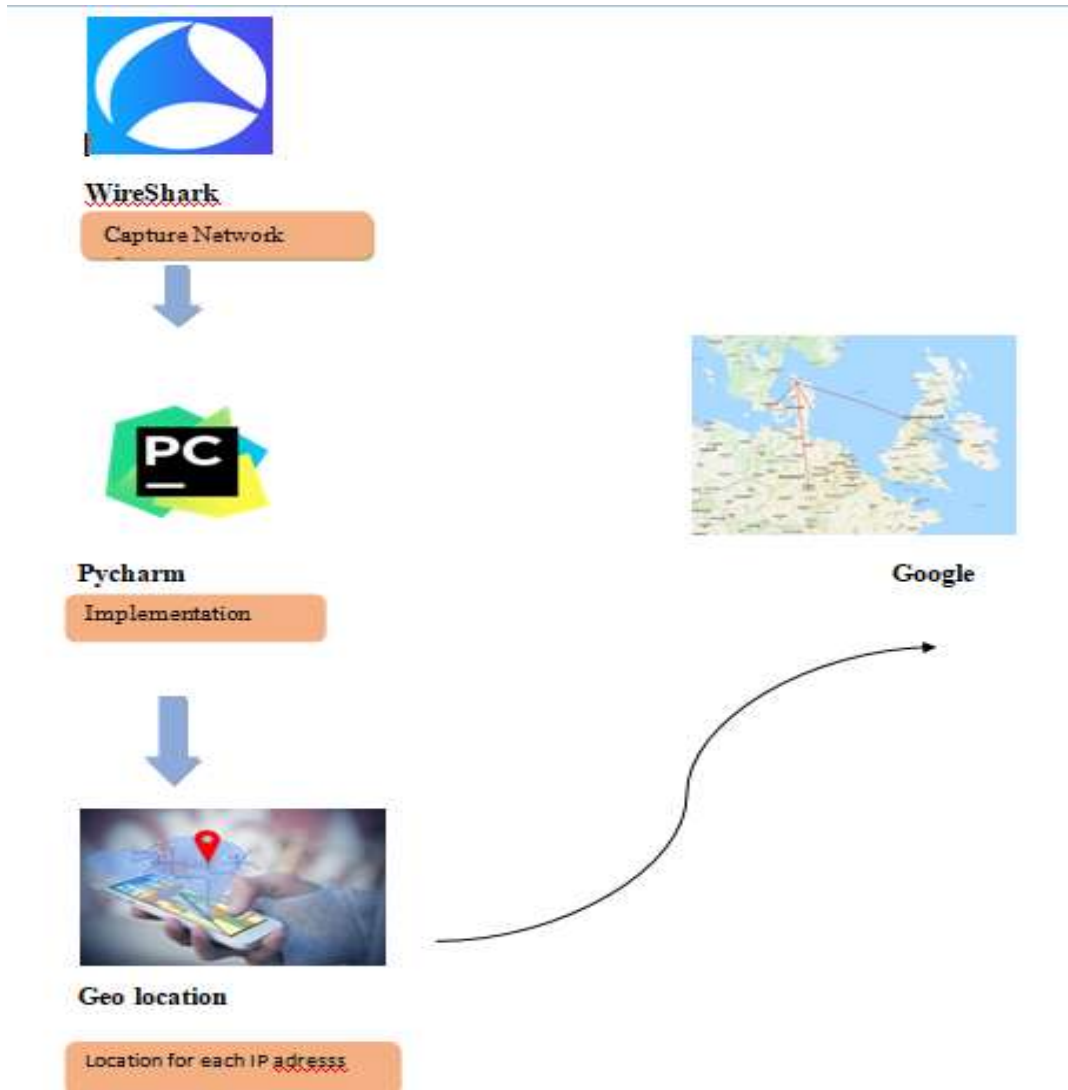 WireShark
Capture Network
PC
Pycharm
Implementation
Google
Geo location
Location for each IP adresss